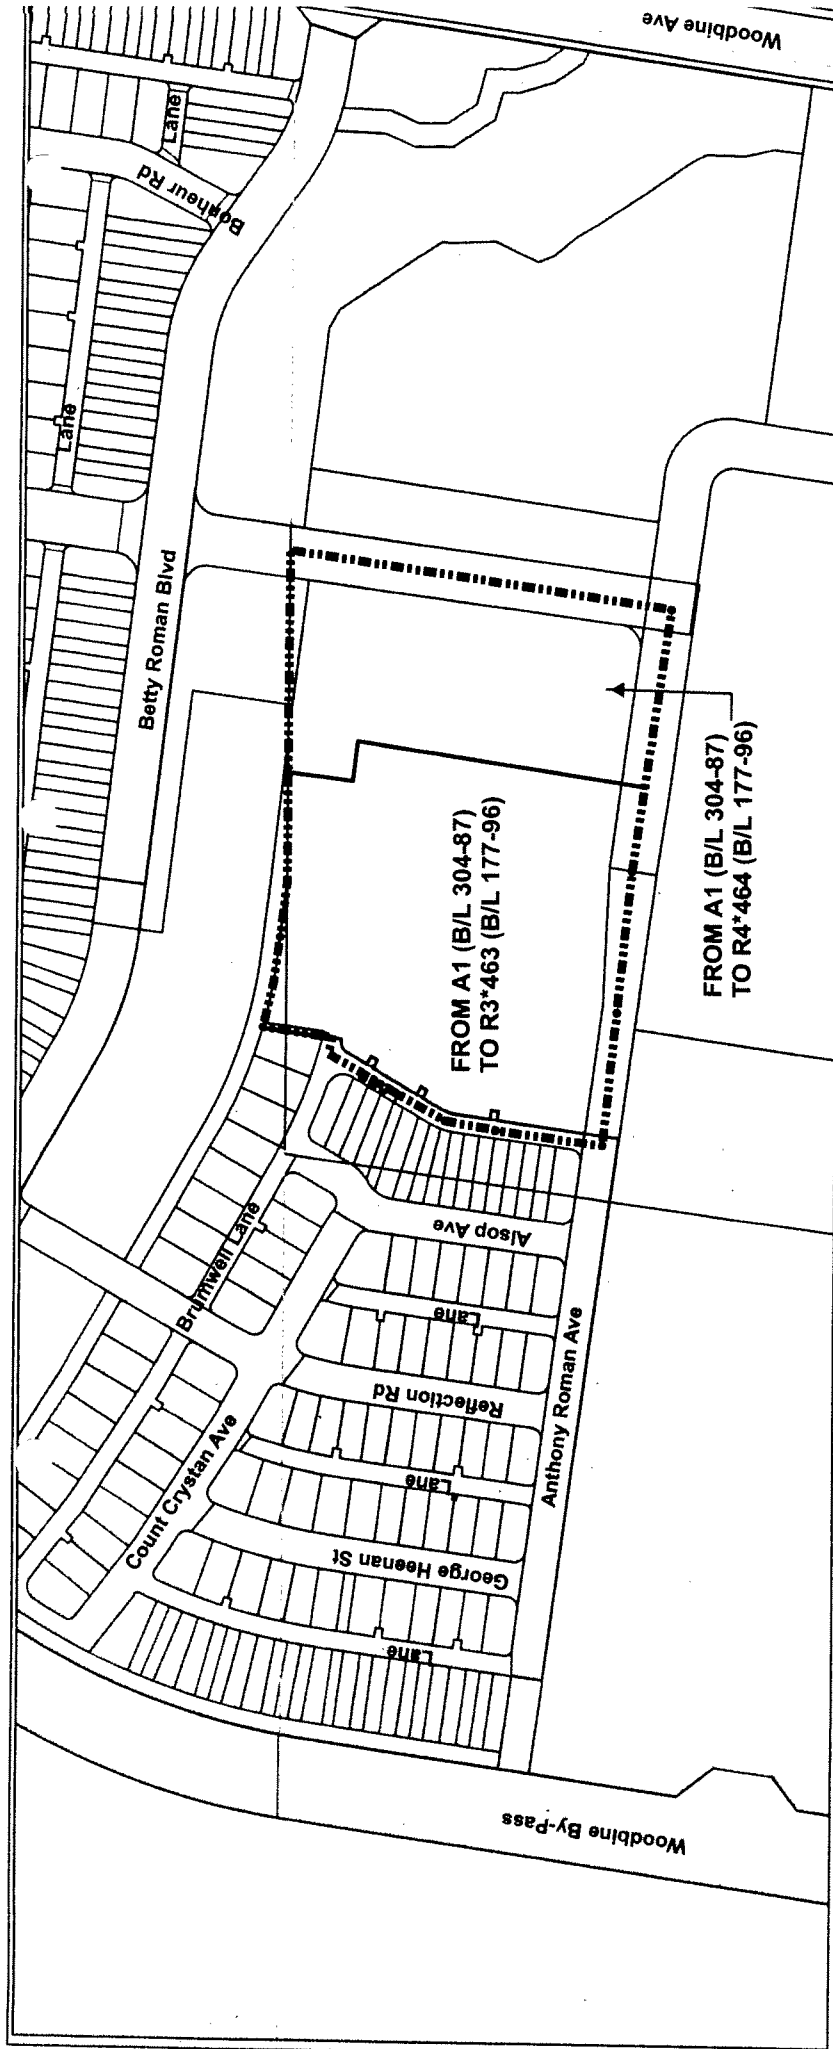 Woodbine Ave
Lane
Bonheur Rd
Lane
Betty Roman Blvd
FROM A1 (B/L 304-87)
TO R3*463 (B/L 177-96)
FROM A1 (B/L 304-87)
TO R4*464 (B/L 177-96)
Alsop Ave
Brumwell Lane
Lane
Reflection Rd
Anthony Roman Ave
Count Crystan Ave
Lane
George Heenan St
Lane
Woodbine By-Pass